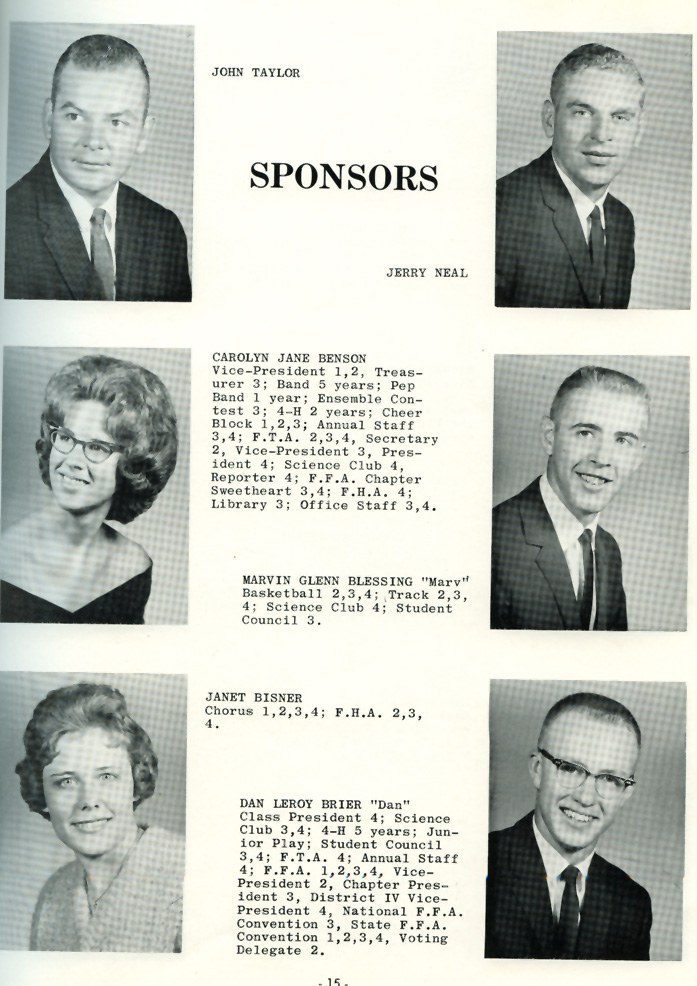 JOHN TAYLOR
SPONSORS
JERRY NEAL
CAROLYN JANE BENSON
Vice-President 1,2, Treas-
urer 3; Band 5 years; Pep
Band 1 year; Ensemble Con-
test 3; 4-H 2 years; Cheer
Block 1,2,3; Annual Staff
3,4; F.T.A. 2,3,4, Secretary
2, Vice-President 3, Pres-
ident 4; Science Club 4,
Reporter 4; F.F.A. Chapter
Sweetheart 3,4; F.H.A. 4;
Library 3; Office Staff 3,4.
MARVIN GLENN BLESSING "Marv"
Basketball 2,3,4; Track 2,3,
4; Science Club 4; Student
Council 3.
JANET BISNER
Chorus 1,2,3,4; F.H.A. 2,3,
4.
DAN LEROY BRIER "Dan"
Class President 4; Science
Club 3,4; 4-H 5 years; Jun-
ior Play; Student Council
3,4; F.T.A. 4; Annual Staff
4; F.F.A. 1,2,3,4, Vice-
President 2, Chapter Pres-
ident 3, District IV Vice-
President 4, National F.F.A.
Convention 3, State F.F.A.
Convention 1,2,3,4, Voting
Delegate 2.
- 15 -